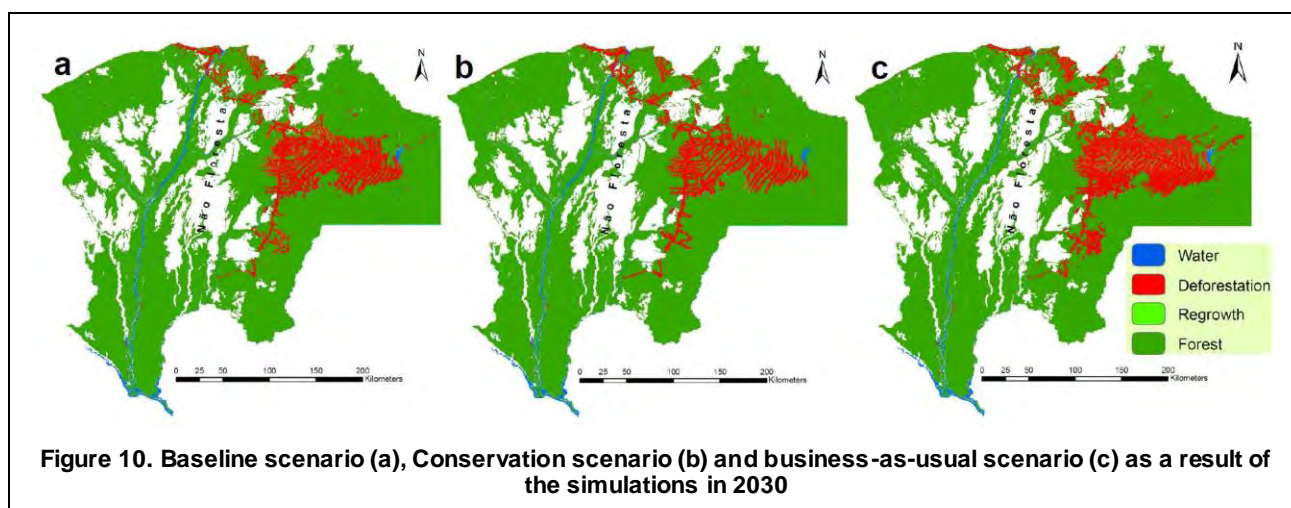 a
N
Não Floresta
0 25 50 100 150 200
Kilometers
b
N
Não Floresta
0 25 50 100 150 200
Kilometers
c
N
Não Floresta
0 25 50 100 150 200
Kilometers
Water
Deforestation
Regrowth
Forest
Figure 10. Baseline scenario (a), Conservation scenario (b) and business-as-usual scenario (c) as a result of
the simulations in 2030